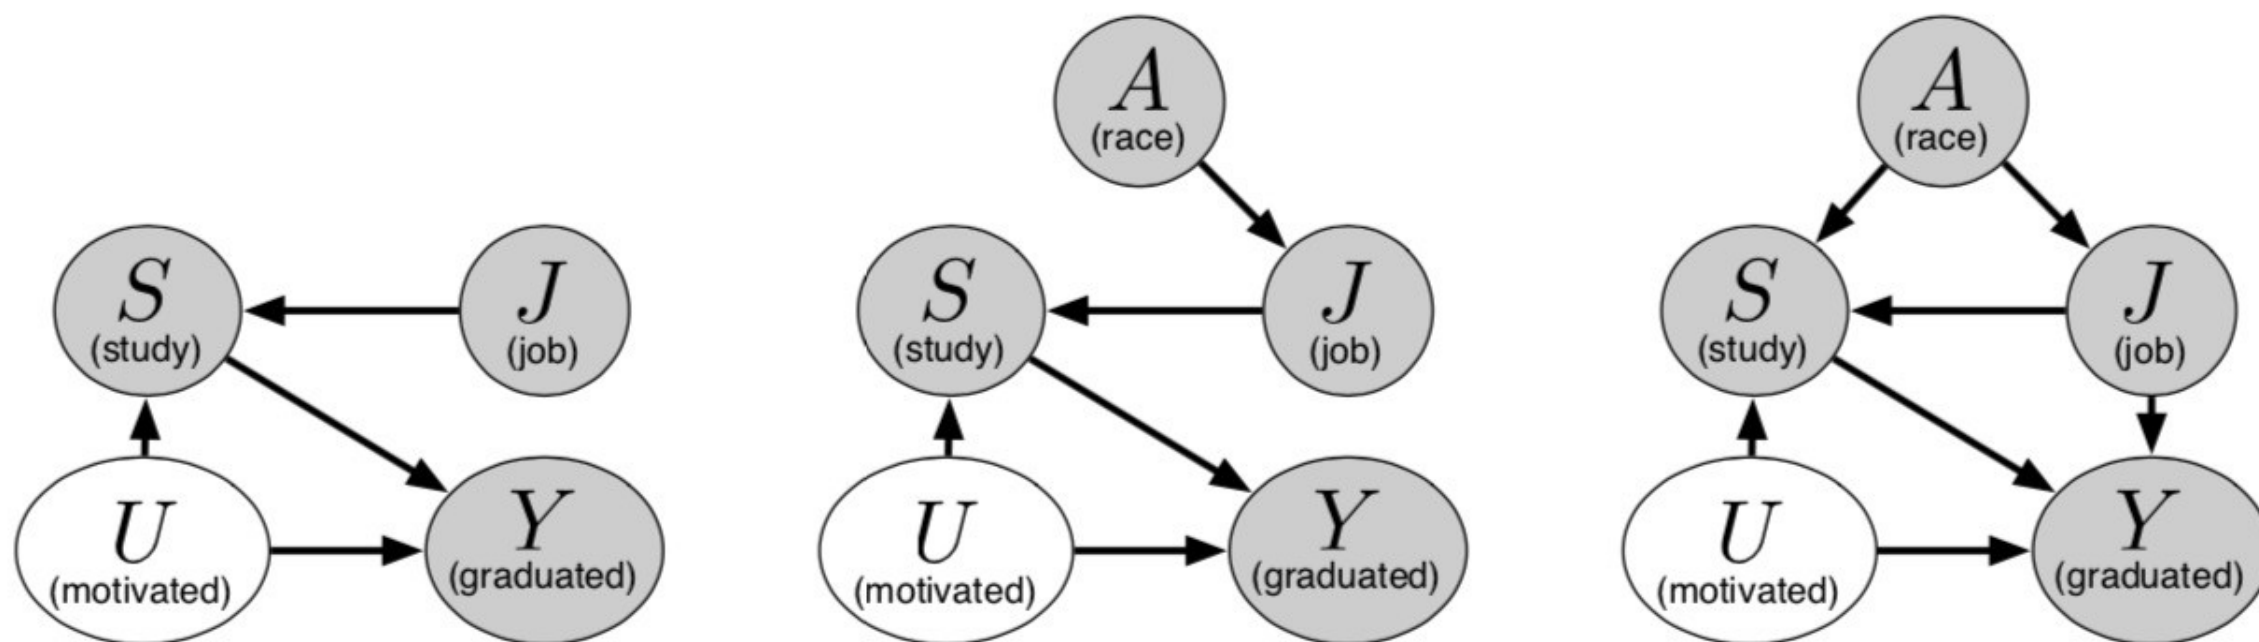 S
(study)
J
(job)
U
(motivated)
Y
(graduated)
A
(race)
S
(study)
J
(job)
U
(motivated)
Y
(graduated)
A
(race)
S
(study)
J
(job)
U
(motivated)
Y
(graduated)